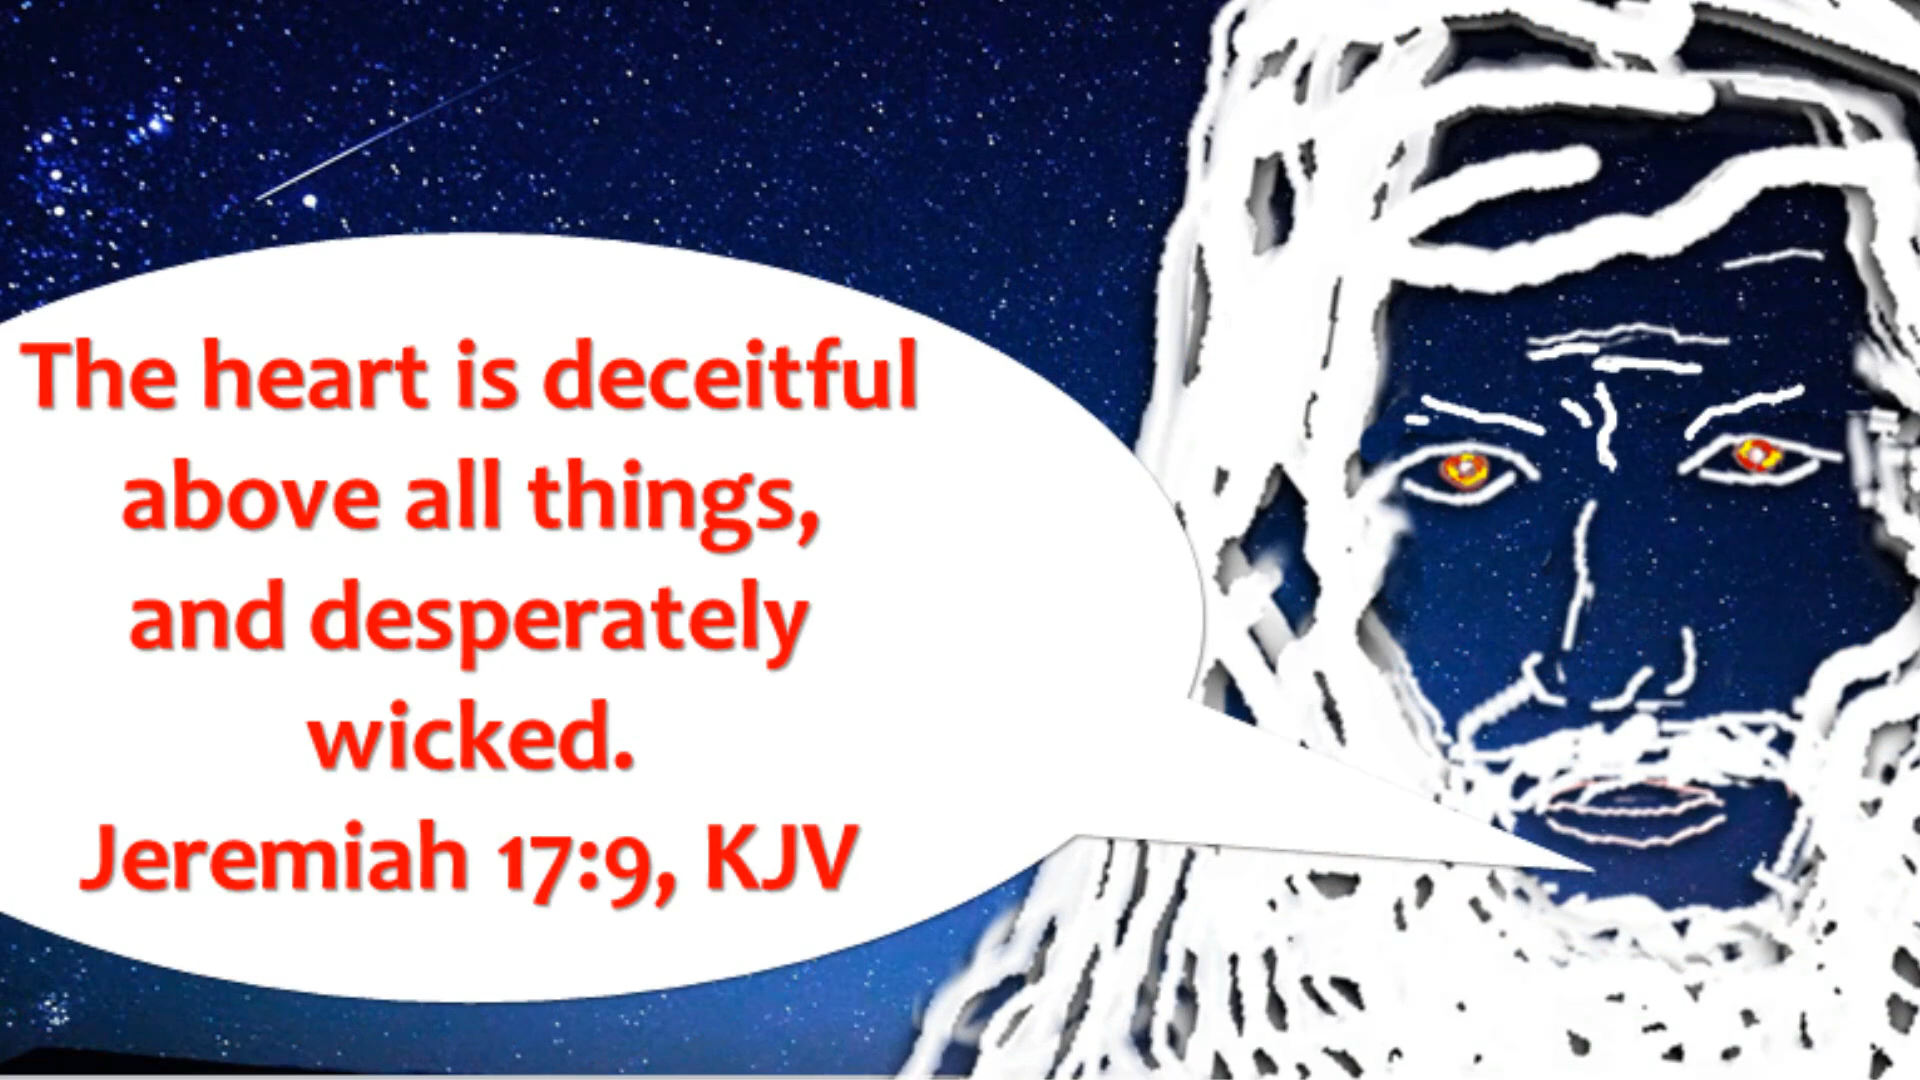 The heart is deceitful
above all things,
and desperately
wicked.
Jeremiah 17:9, KJV